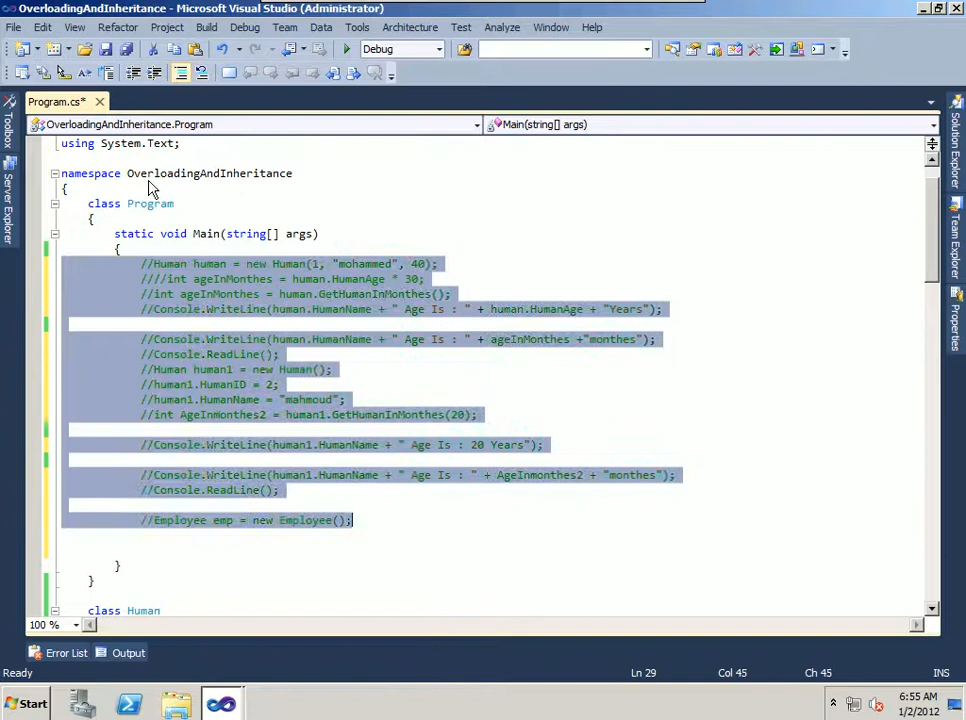 OverloadingAndInheritance - Microsoft Visual Studio (Administrator)
File Edit View Refactor Project Build Debug Team Data Tools Architecture Test Analyze Window Help
Debug
Program.cs*
OverloadingAndInheritance.Program
Main(string[] args)
Toolbox
Server Explorer
Solution Explorer
Team Explorer
Properties
using System.Text;
namespace OverloadingAndInheritance
{
class Program
{
static void Main(string[] args)
{
//Human human = new Human(1, "mohammed", 40);
////int ageInMonthes = human.HumanAge * 30;
//int ageInMonthes = human.GetHumanInMonthes();
//Console.WriteLine(human.HumanName + " Age Is : " + human.HumanAge + "Years");
//Console.WriteLine(human.HumanName + " Age Is : " + ageInMonthes +"monthes");
//Console.ReadLine();
//Human human1 = new Human();
//human1.HumanID = 2;
//human1.HumanName = "mahmoud";
//int AgeInmonthes2 = human1.GetHumanInMonthes(20);
//Console.WriteLine(human1.HumanName + " Age Is : 20 Years");
//Console.WriteLine(human1.HumanName + " Age Is : " + AgeInmonthes2 + "monthes");
//Console.ReadLine();
//Employee emp = new Employee();
}
}
class Human
100 %
Error List Output
Ready Ln 29 Col 45 Ch 45 INS
Start
6:55 AM
1/2/2012